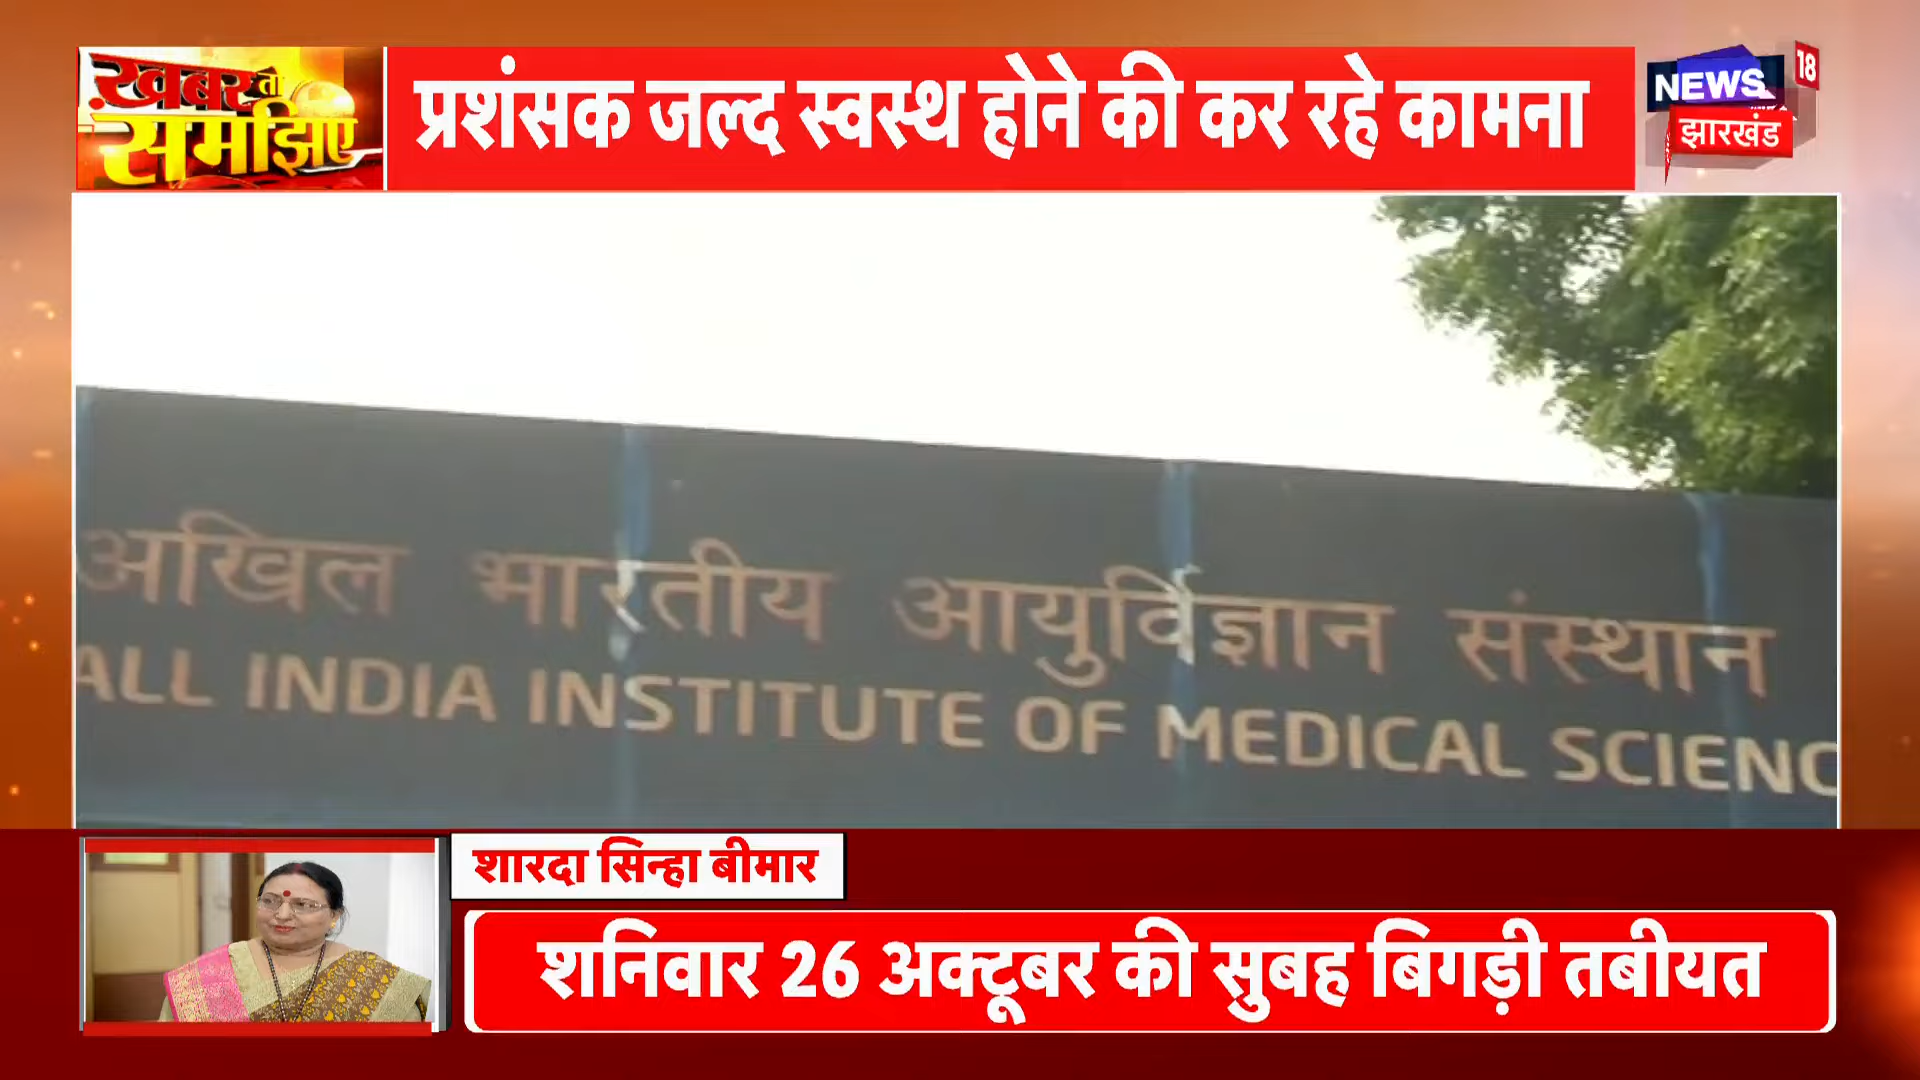 ख़बर तो
समझिए
प्रशंसक जल्द स्वस्थ होने की कर रहे कामना
NEWS 18
झारखंड
अखिल भारतीय आयुर्विज्ञान संस्थान
ALL INDIA INSTITUTE OF MEDICAL SCIENC
शारदा सिन्हा बीमार
शनिवार 26 अक्टूबर की सुबह बिगड़ी तबीयत